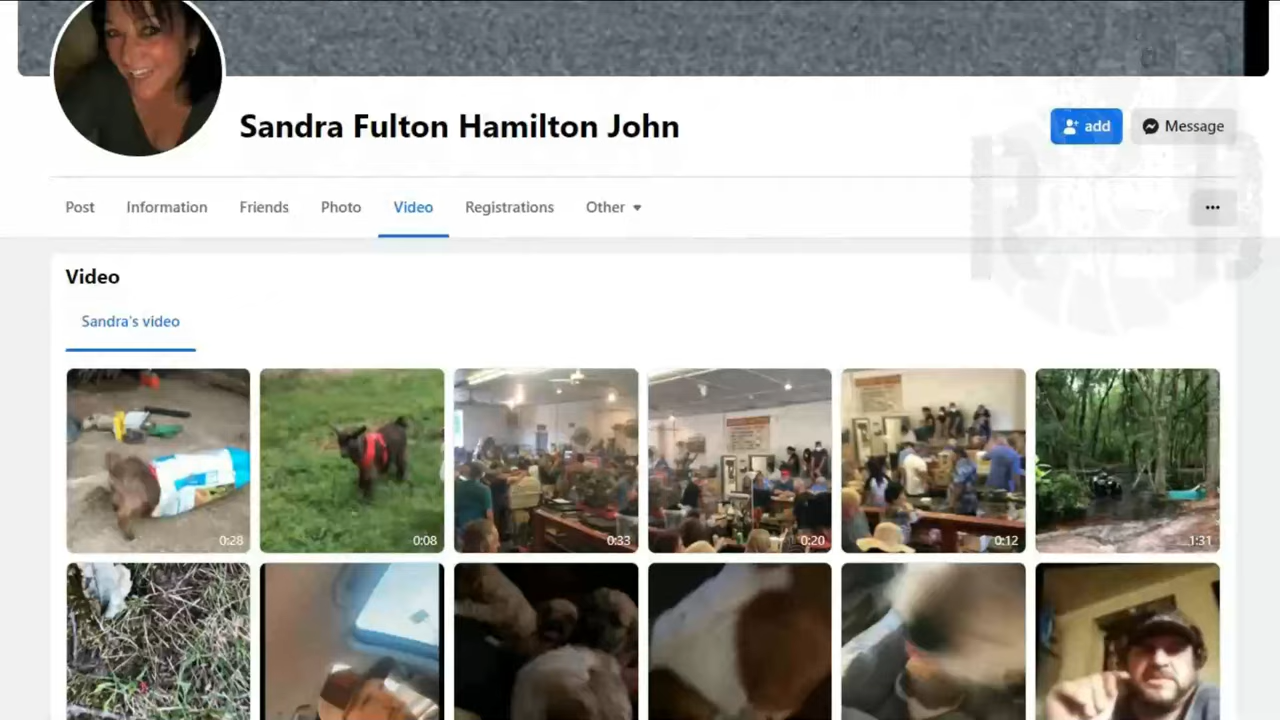 Sandra Fulton Hamilton John
add
Message
Post
Information
Friends
Photo
Video
Registrations
Other
Video
Sandra's video
0:28
0:08
0:33
0:20
0:12
1:31